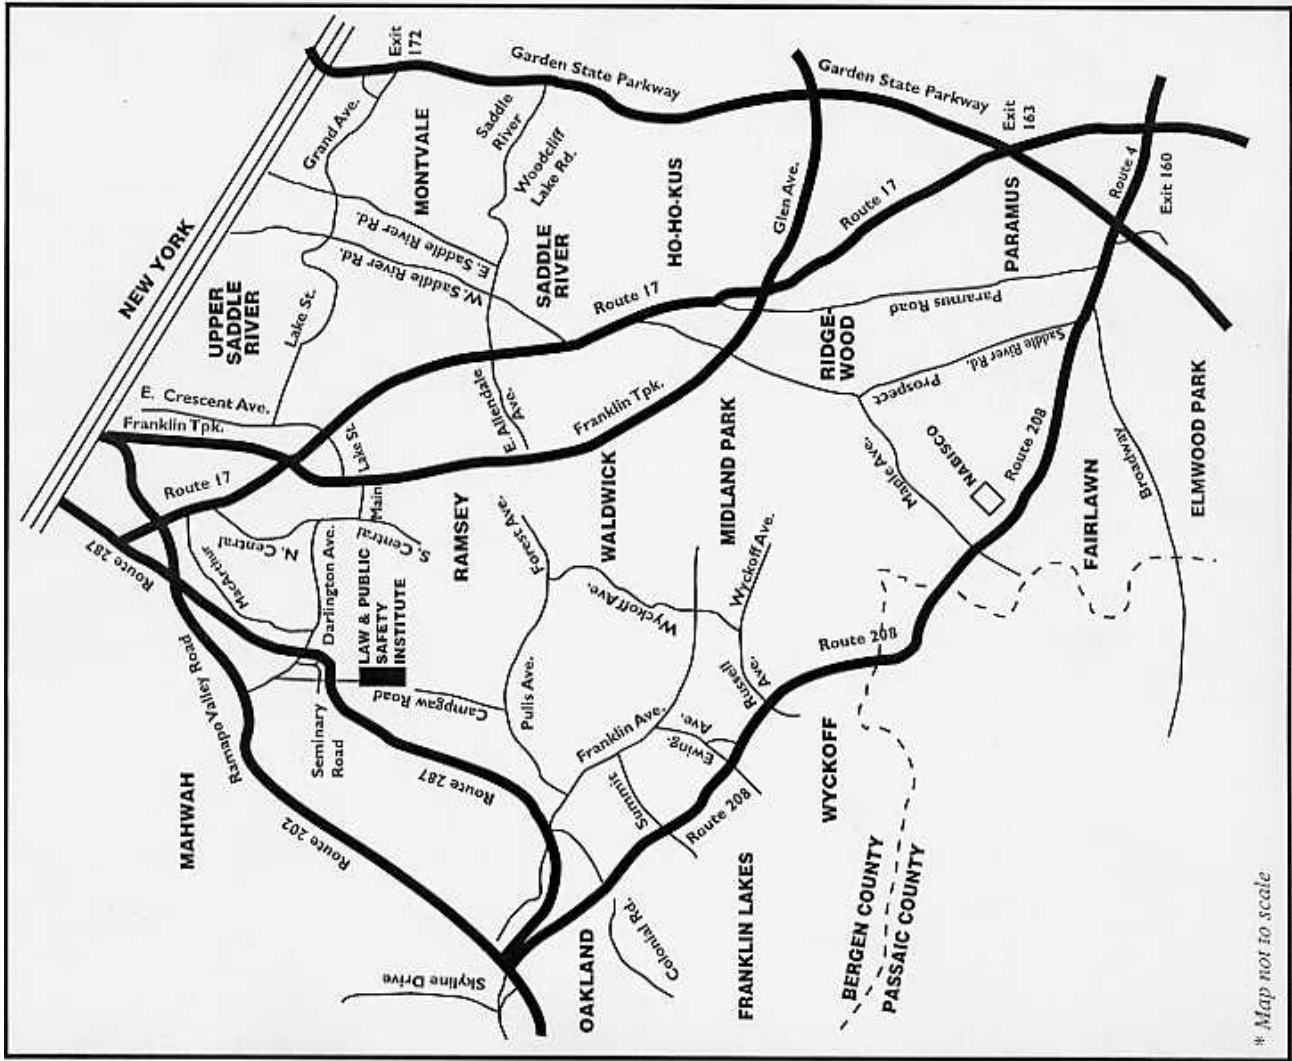 NEW YORK
Exit
172
Garden State Parkway
Garden State Parkway
Exit
163
Route 4
Exit 160
Grand Ave.
MONTVALE
Saddle
River
Woodcliff
Lake Rd.
HO-HO-KUS
Glen Ave.
Route 17
PARAMUS
E. Saddle River Rd.
W. Saddle River Rd.
UPPER
SADDLE
RIVER
Lake St.
SADDLE
RIVER
Route 17
Paramus Road
RIDGE-
WOOD
Saddle River Rd.
Prospect
E. Crescent Ave.
Franklin Tpk.
E. Allendale
Ave.
Franklin Tpk.
MIDLAND PARK
Maple Ave.
NABISCO
Route 208
FAIRLAWN
Broadway
ELMWOOD PARK
Route 17
Lake St.
Main
RAMSEY
WALDWICK
Forest Ave.
Wyckoff Ave.
Wyckoff Ave.
Route 287
MacArthur
N. Central
S. Central
Darlington Ave.
LAW & PUBLIC
SAFETY
INSTITUTE
Ramapo Valley Road
Seminary
Road
Campgaw Road
Pulis Ave.
Franklin Ave.
Russell
Ave.
Ewing-
Ave.
Summit
Route 208
Route 208
WYCKOFF
MAHWAH
Route 202
Route 287
Colonial Rd.
Skyline Drive
OAKLAND
FRANKLIN LAKES
BERGEN COUNTY
PASSAIC COUNTY
* Map not to scale